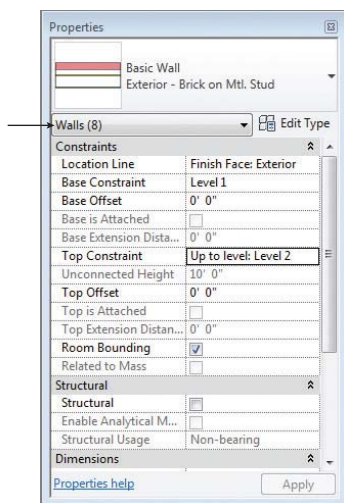 Properties
Basic Wall
Exterior - Brick on Mtl. Stud
Walls (8) Edit Type
Constraints
Location Line Finish Face: Exterior
Base Constraint Level 1
Base Offset 0' 0"
Base is Attached
Base Extension Dista... 0' 0"
Top Constraint Up to level: Level 2
Unconnected Height 10' 0"
Top Offset 0' 0"
Top is Attached
Top Extension Distan... 0' 0"
Room Bounding
Related to Mass
Structural
Structural
Enable Analytical M...
Structural Usage Non-bearing
Dimensions
Properties help Apply